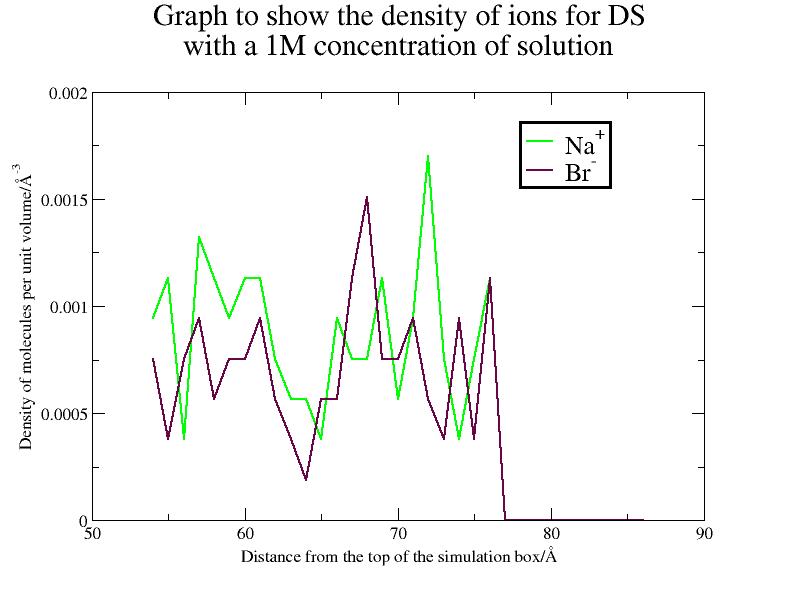 Graph to show the density of ions for DS
with a 1M concentration of solution
0.002
0.0015
0.001
0.0005
0
Density of molecules per unit volume/Å⁻³
Na⁺
Br⁻
50 60 70 80 90
Distance from the top of the simulation box/Å